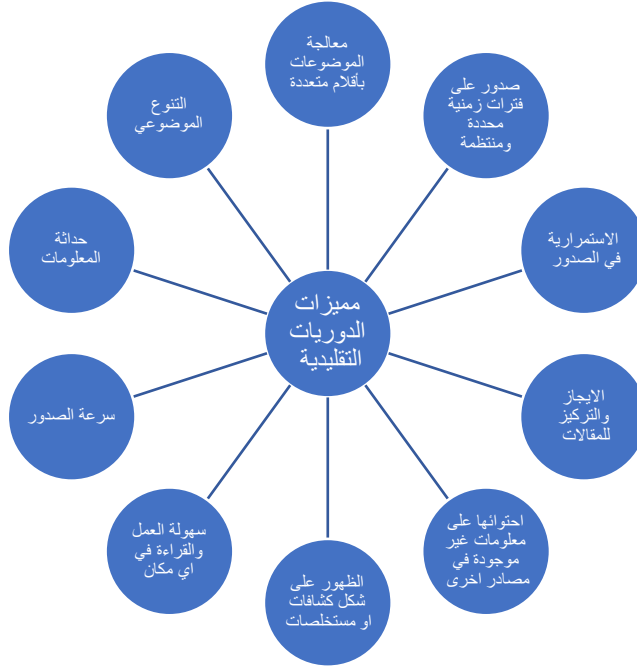 مميزات
الدوريات
التقليدية
معالجة
الموضوعات
بأقلام متعددة
صدور على
فترات زمنية
محددة
ومنتظمة
الاستمرارية
في الصدور
الايجاز
والتركيز
للمقالات
احتوائها على
معلومات غير
موجودة في
مصادر اخرى
الظهور على
شكل كشافات
او مستخلصات
سهولة العمل
والقراءة في
اي مكان
سرعة الصدور
حداثة
المعلومات
التنوع
الموضوعي